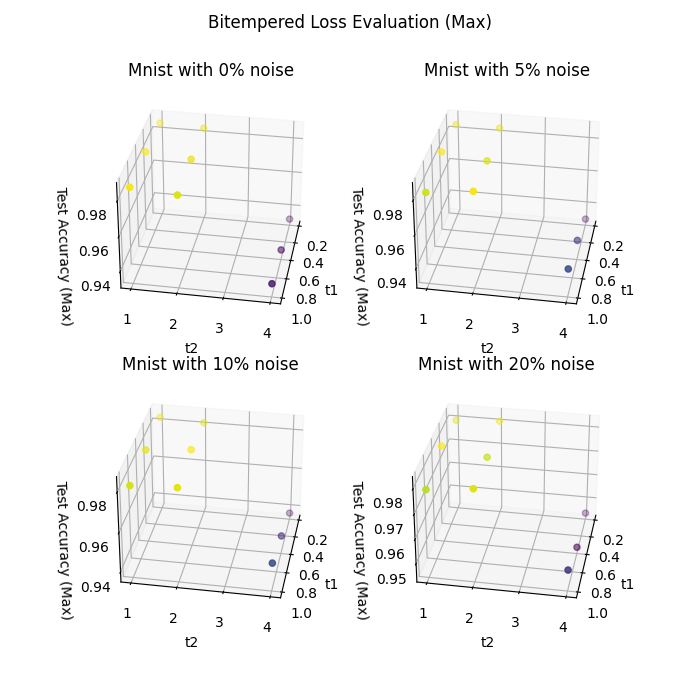 Bitempered Loss Evaluation (Max)
Mnist with 0% noise
Test Accuracy (Max)
0.98
0.96
0.94
1
2
3
4
t2
0.2
0.4
0.6
0.8
1.0
t1
Mnist with 5% noise
Test Accuracy (Max)
0.98
0.96
0.94
1
2
3
4
t2
0.2
0.4
0.6
0.8
1.0
t1
Mnist with 10% noise
Test Accuracy (Max)
0.98
0.96
0.94
1
2
3
4
t2
0.2
0.4
0.6
0.8
1.0
t1
Mnist with 20% noise
Test Accuracy (Max)
0.98
0.97
0.96
0.95
1
2
3
4
t2
0.2
0.4
0.6
0.8
1.0
t1